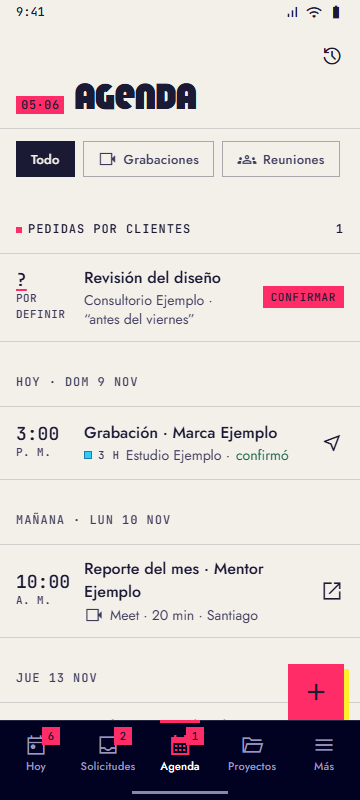 9:41
05·06 AGENDA
Todo
Grabaciones
Reuniones
PEDIDAS POR CLIENTES 1
?
POR
DEFINIR
Revisión del diseño
Consultorio Ejemplo ·
“antes del viernes”
CONFIRMAR
HOY · DOM 9 NOV
3:00
P. M.
Grabación · Marca Ejemplo
3 H Estudio Ejemplo · confirmó
MAÑANA · LUN 10 NOV
10:00
A. M.
Reporte del mes · Mentor
Ejemplo
Meet · 20 min · Santiago
JUE 13 NOV
+
6
2
1
Hoy
Solicitudes
Agenda
Proyectos
Más